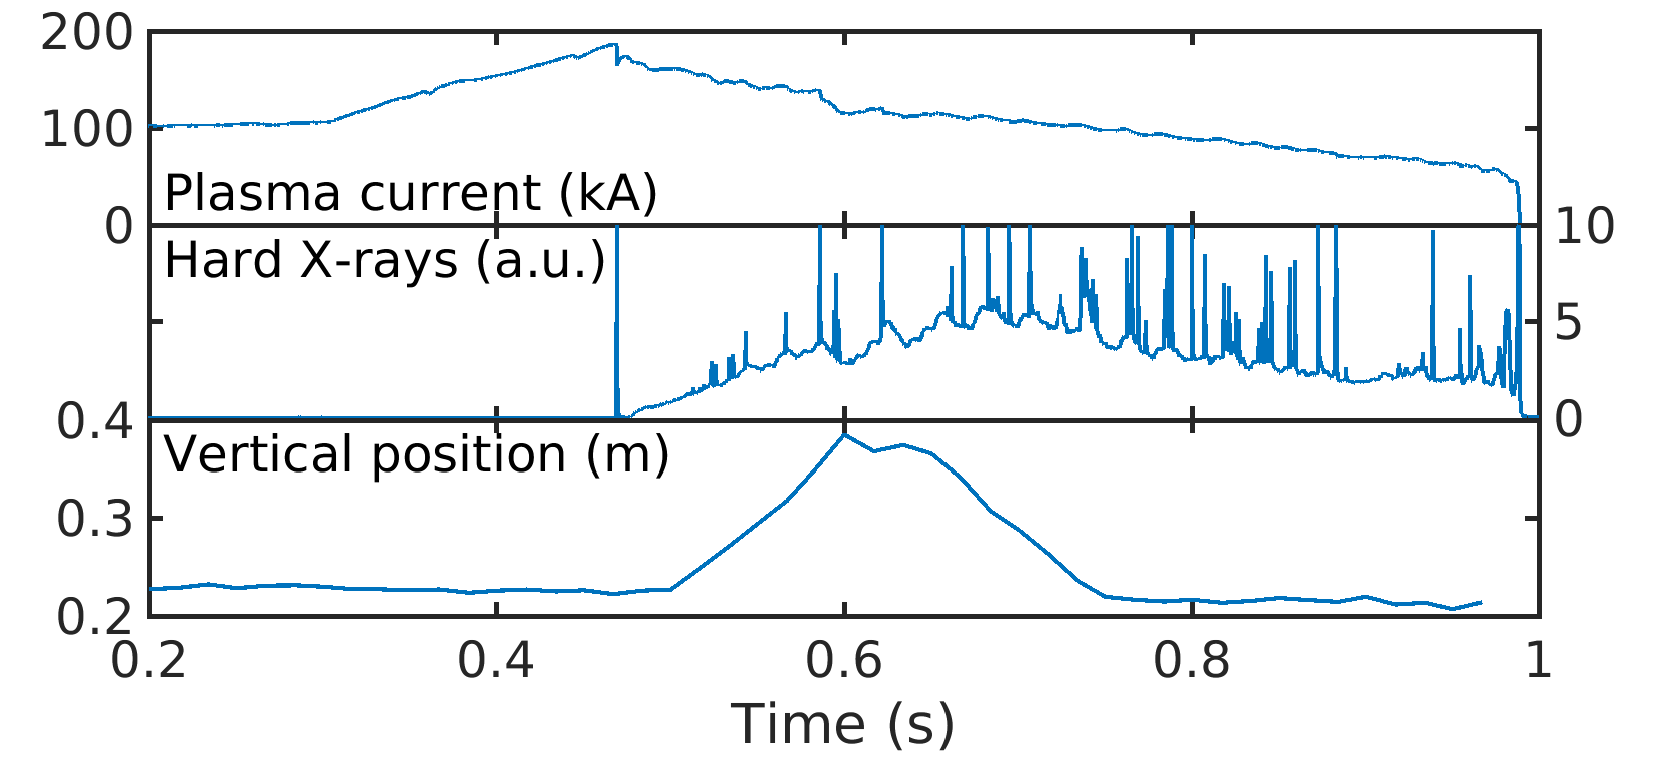 200
100
0
Plasma current (kA)
Hard X-rays (a.u.)
10
5
0
0.4
0.3
0.2
Vertical position (m)
0.2 0.4 0.6 0.8 1
Time (s)